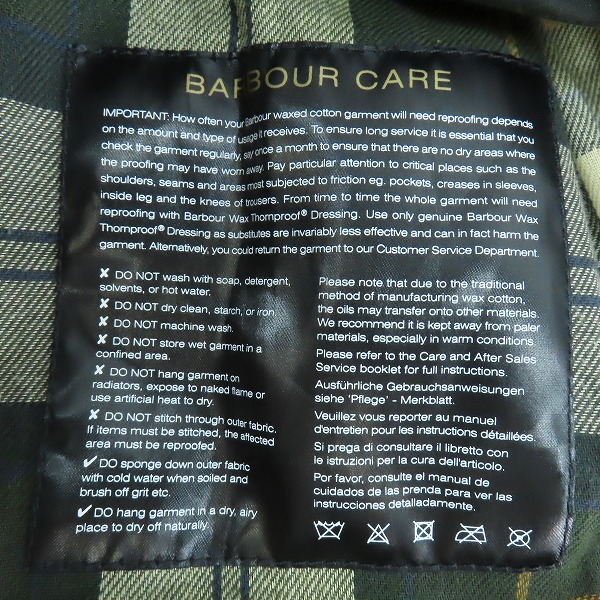 BARBOUR CARE
IMPORTANT: How often your Barbour waxed cotton garment will need reproofing depends
on the amount and type of usage it receives. To ensure long service it is essential that you
check the garment regularly, say once a month to ensure that there are no dry areas where
the proofing may have worn away. Pay particular attention to critical places such as the
shoulders, seams and areas most subjected to friction eg. pockets, creases in sleeves,
inside leg and the knees of trousers. From time to time the whole garment will need
reproofing with Barbour Wax Thornproof® Dressing. Use only genuine Barbour Wax
Thornproof® Dressing as substitutes are invariably less effective and can in fact harm the
garment. Alternatively, you could return the garment to our Customer Service Department.
✘ DO NOT wash with soap, detergent,
solvents, or hot water.
✘ DO NOT dry clean, starch, or iron.
✘ DO NOT machine wash.
✘ DO NOT store wet garment in a
confined area.
✘ DO NOT hang garment on
radiators, expose to naked flame or
use artificial heat to dry.
✘ DO NOT stitch through outer fabric.
If items must be stitched, the affected
area must be reproofed.
✔ DO sponge down outer fabric
with cold water when soiled and
brush off grit etc.
✔ DO hang garment in a dry, airy
place to dry off naturally.
Please note that due to the traditional
method of manufacturing wax cotton,
the oils may transfer onto other materials.
We recommend it is kept away from paler
materials, especially in warm conditions.
Please refer to the Care and After Sales
Service booklet for full instructions.
Ausführliche Gebrauchsanweisungen
siehe 'Pflege' - Merkblatt.
Veuillez vous reporter au manuel
d'entretien pour les instructions détaillées.
Si prega di consultare il libretto con
le istruzioni per la cura dell'articolo.
Por favor, consulte el manual de
cuidados de las prenda para ver las
instrucciones detalladamente.